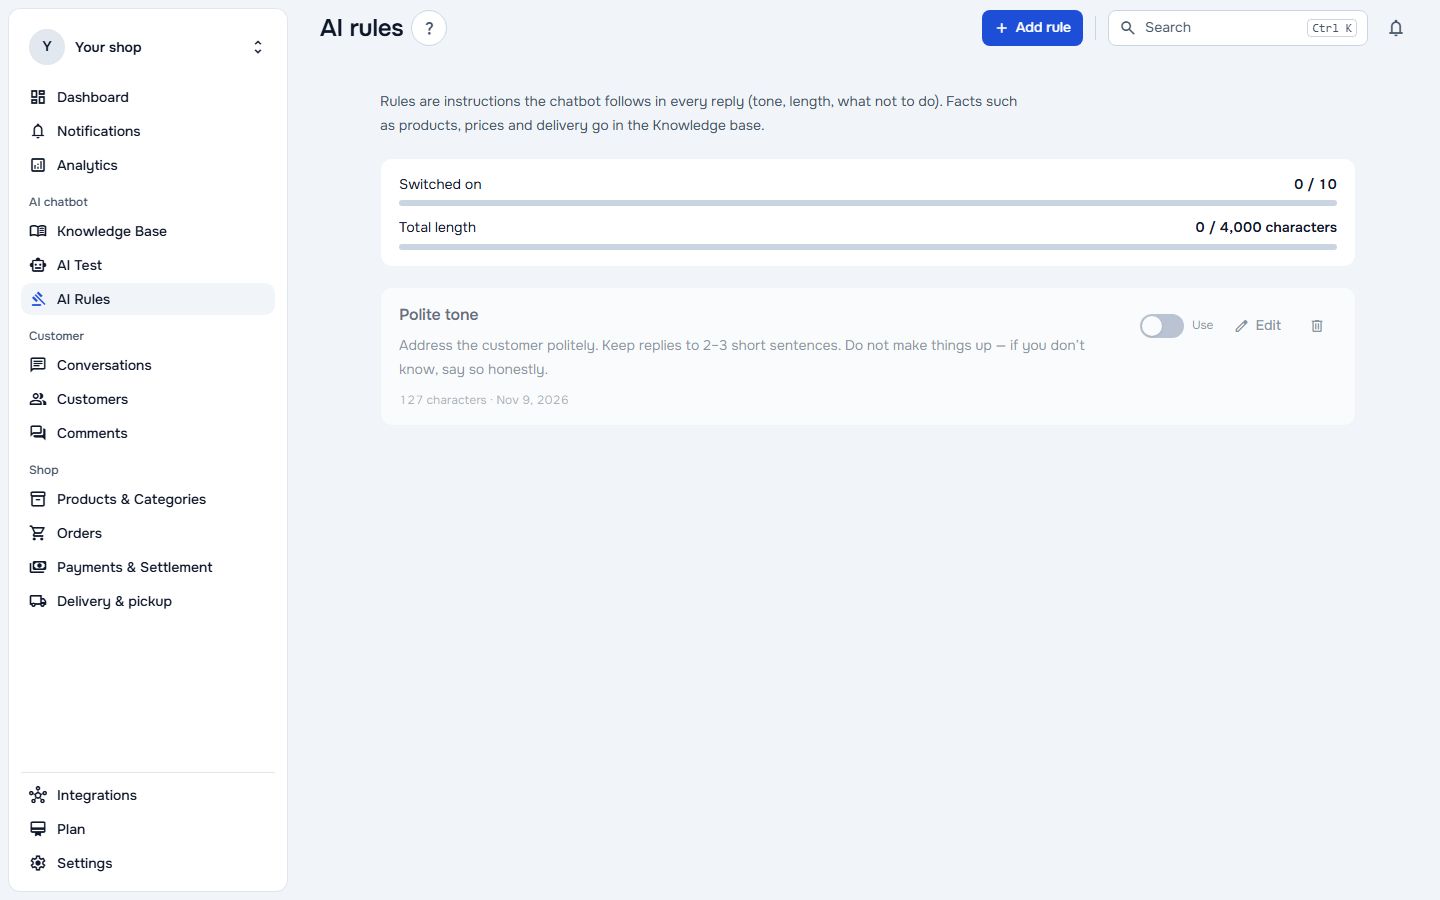 Y
Your shop
Dashboard
Notifications
Analytics
AI chatbot
Knowledge Base
AI Test
AI Rules
Customer
Conversations
Customers
Comments
Shop
Products & Categories
Orders
Payments & Settlement
Delivery & pickup
Integrations
Plan
Settings
AI rules
?
+ Add rule
Search
Ctrl K
Rules are instructions the chatbot follows in every reply (tone, length, what not to do). Facts such
as products, prices and delivery go in the Knowledge base.
Switched on
0 / 10
Total length
0 / 4,000 characters
Polite tone
Use
Edit
Address the customer politely. Keep replies to 2–3 short sentences. Do not make things up — if you don't
know, say so honestly.
127 characters · Nov 9, 2026